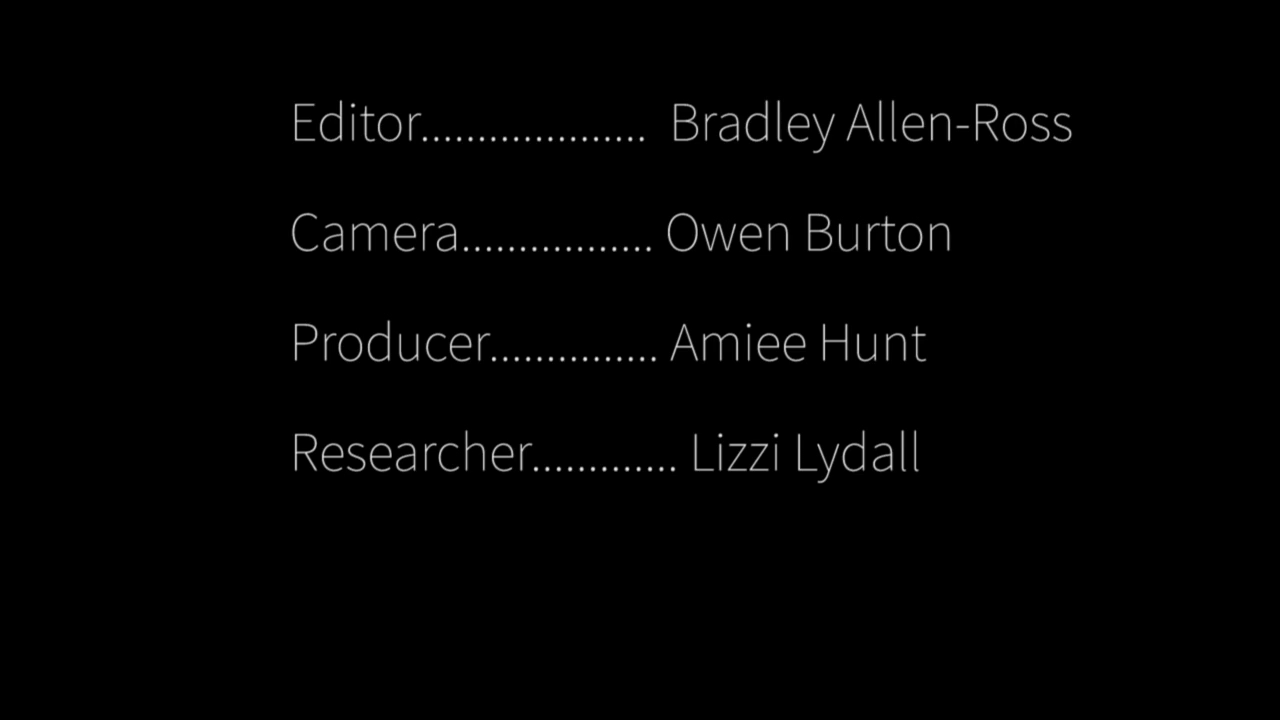 Editor................... Bradley Allen-Ross
Camera................. Owen Burton
Producer............... Amiee Hunt
Researcher............. Lizzi Lydall